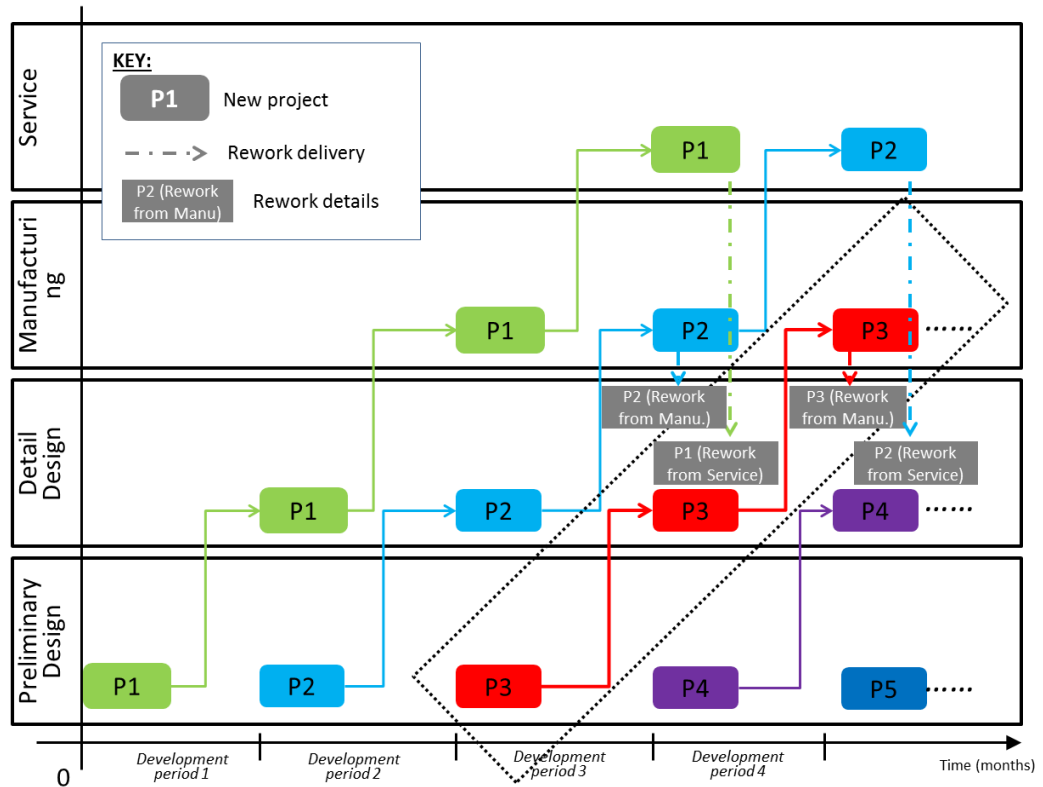 Service
KEY:
P1
New project
Rework delivery
P2 (Rework
from Manu)
Rework details
P1
P2
Manufacturi
ng
P1
P2
P3
......
Detail
Design
P2 (Rework
from Manu.)
P3 (Rework
from Manu.)
P1 (Rework
from Service)
P2 (Rework
from Service)
P1
P2
P3
P4
......
Preliminary
Design
P1
P2
P3
P4
P5
......
0
Development
period 1
Development
period 2
Development
period 3
Development
period 4
Time (months)